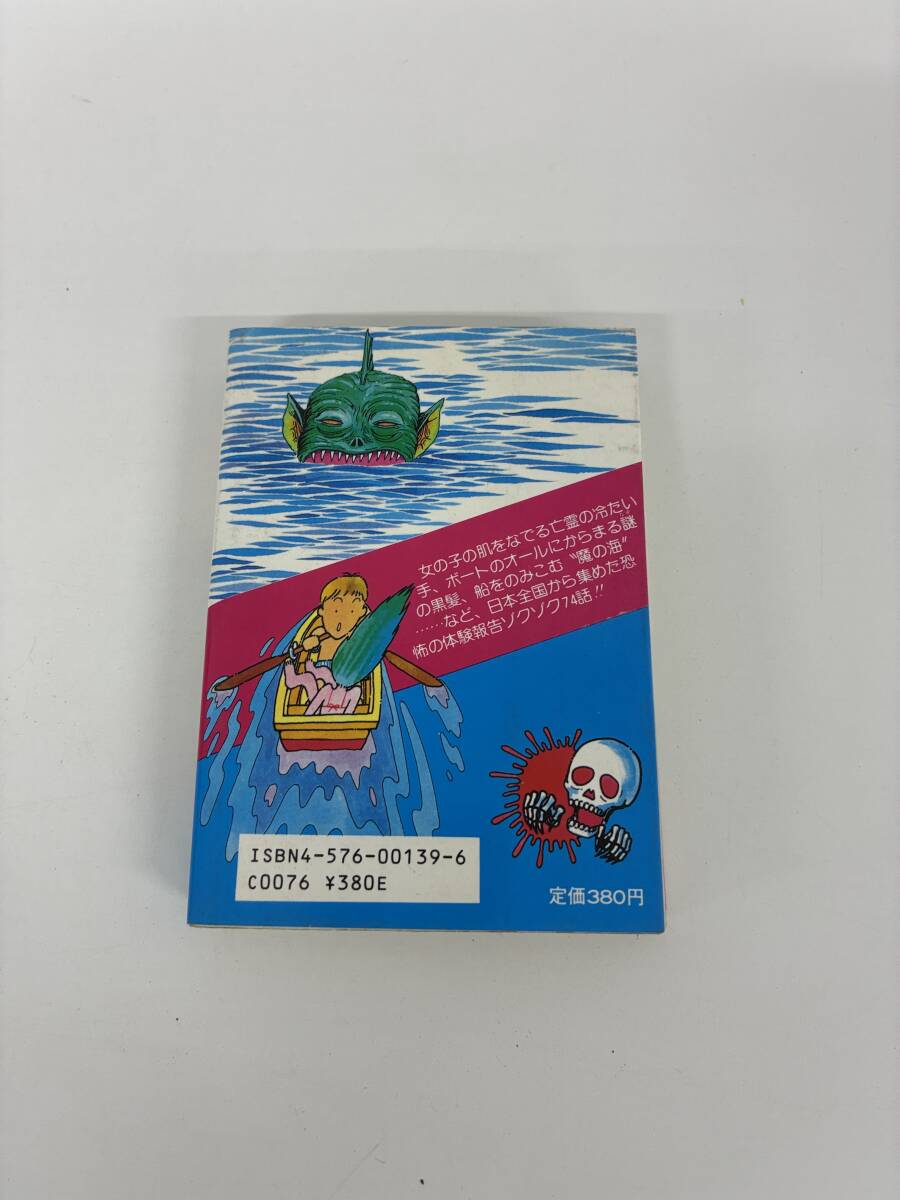 女の子の肌をなでる亡霊の冷たい
手、ボートのオールにからまる謎
の黒髪、船をのみこむ〝魔の海〟
……など、日本全国から集めた恐
怖の体験報告ゾクゾク74話!!
ISBN4-576-00139-6
C0076 ¥380E
定価380円